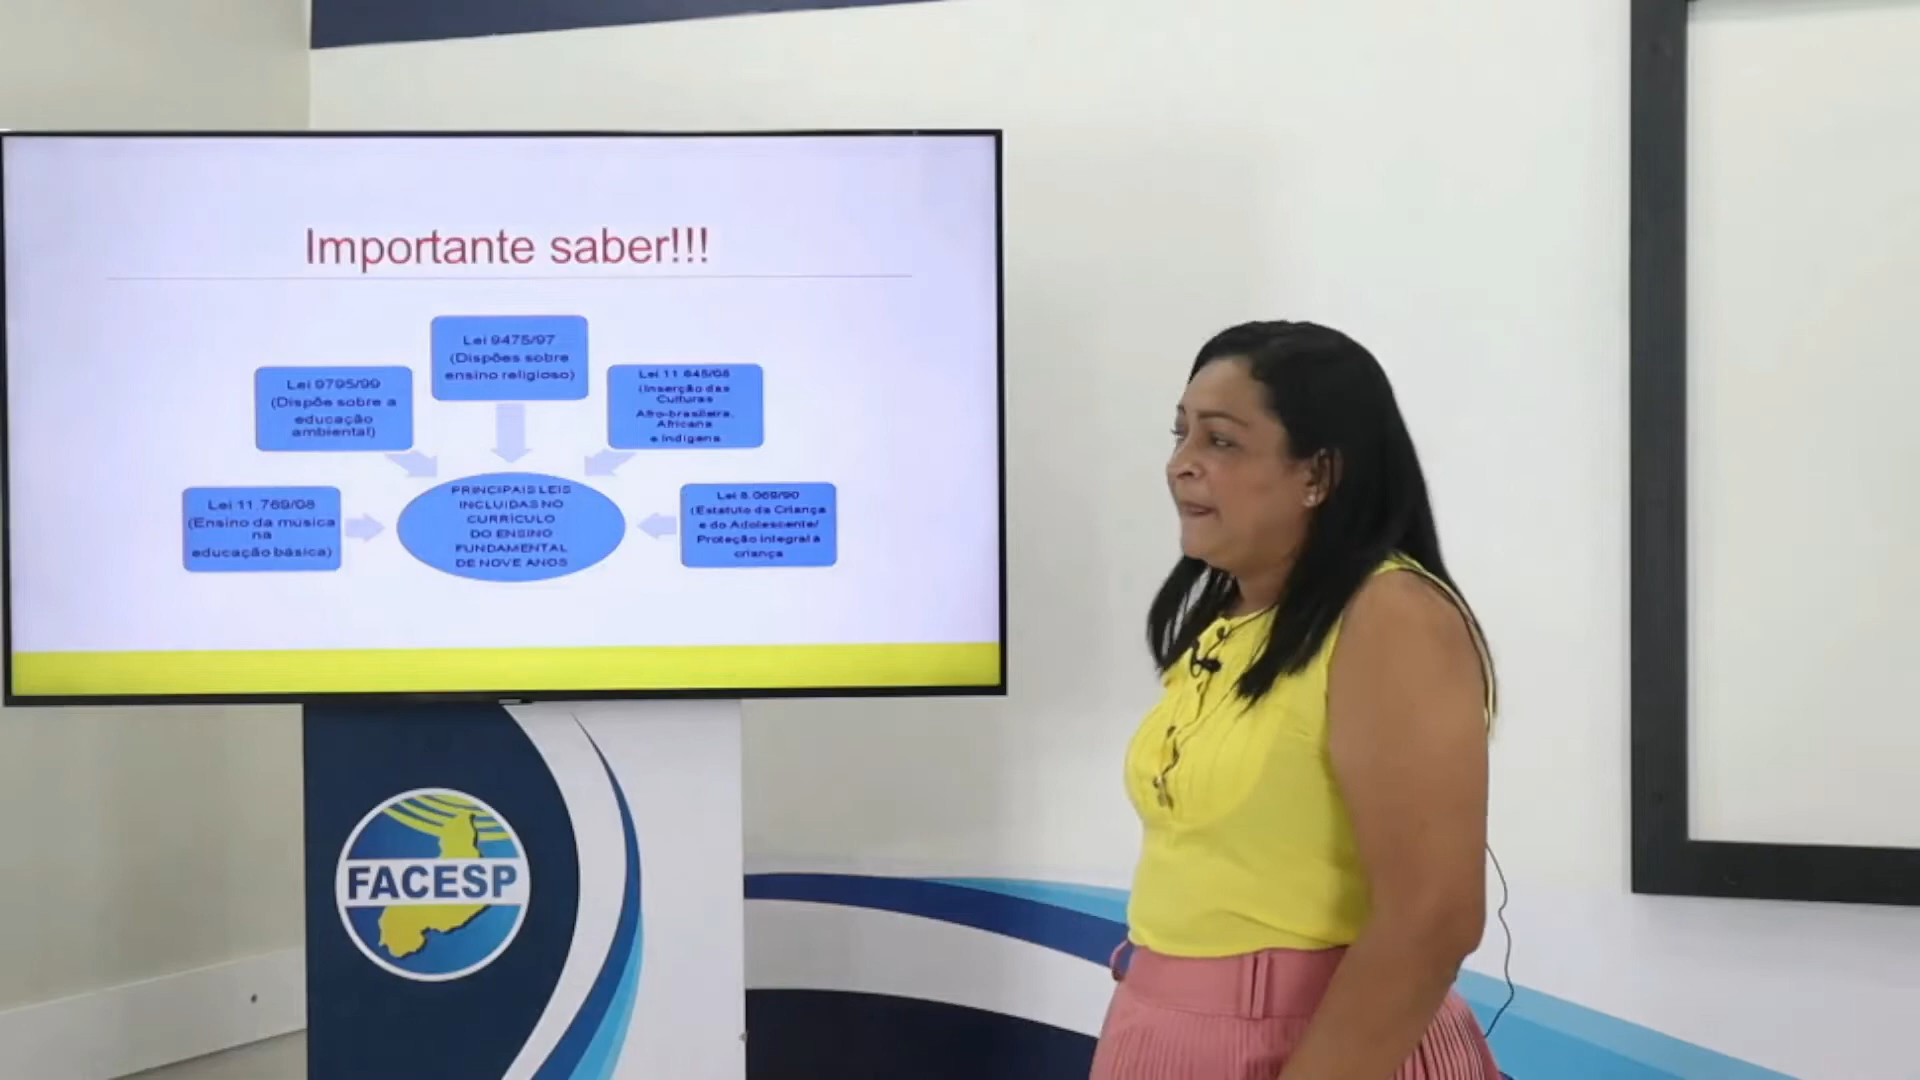 Importante saber!!!
Lei 9475/97
(Dispões sobre
ensino religioso)
Lei 9795/99
(Dispõe sobre a
educação
ambiental)
Lei 11.645/08
(Inserção das
Culturas
Afro-brasileira,
Africana
e Indígena
Lei 11.769/08
(Ensino da música
na
educação básica)
PRINCIPAIS LEIS
INCLUIDAS NO
CURRÍCULO
DO ENSINO
FUNDAMENTAL
DE NOVE ANOS
Lei 8.069/90
(Estatuto da Criança
e do Adolescente/
Proteção integral à
criança
FACESP